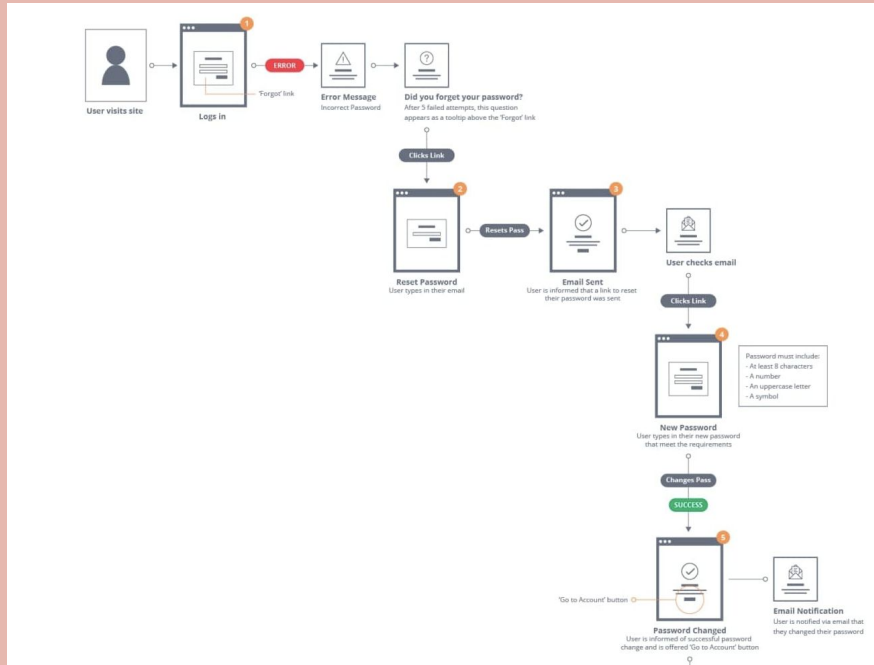 1
ERROR
'Forgot' link
User visits site
Logs in
Error Message
Incorrect Password
Did you forget your password?
After 5 failed attempts, this question
appears as a tooltip above the 'Forgot' link
Clicks Link
2
Resets Pass
3
Reset Password
User types in their email
Email Sent
User is informed that a link to reset
their password was sent
User checks email
Clicks Link
4
Password must include:
- At least 8 characters
- A number
- An uppercase letter
- A symbol
New Password
User types in their new password
that meet the requirements
Changes Pass
SUCCESS
5
'Go to Account' button
Password Changed
User is informed of successful password
change and is offered 'Go to Account' button
Email Notification
User is notified via email that
they changed their password